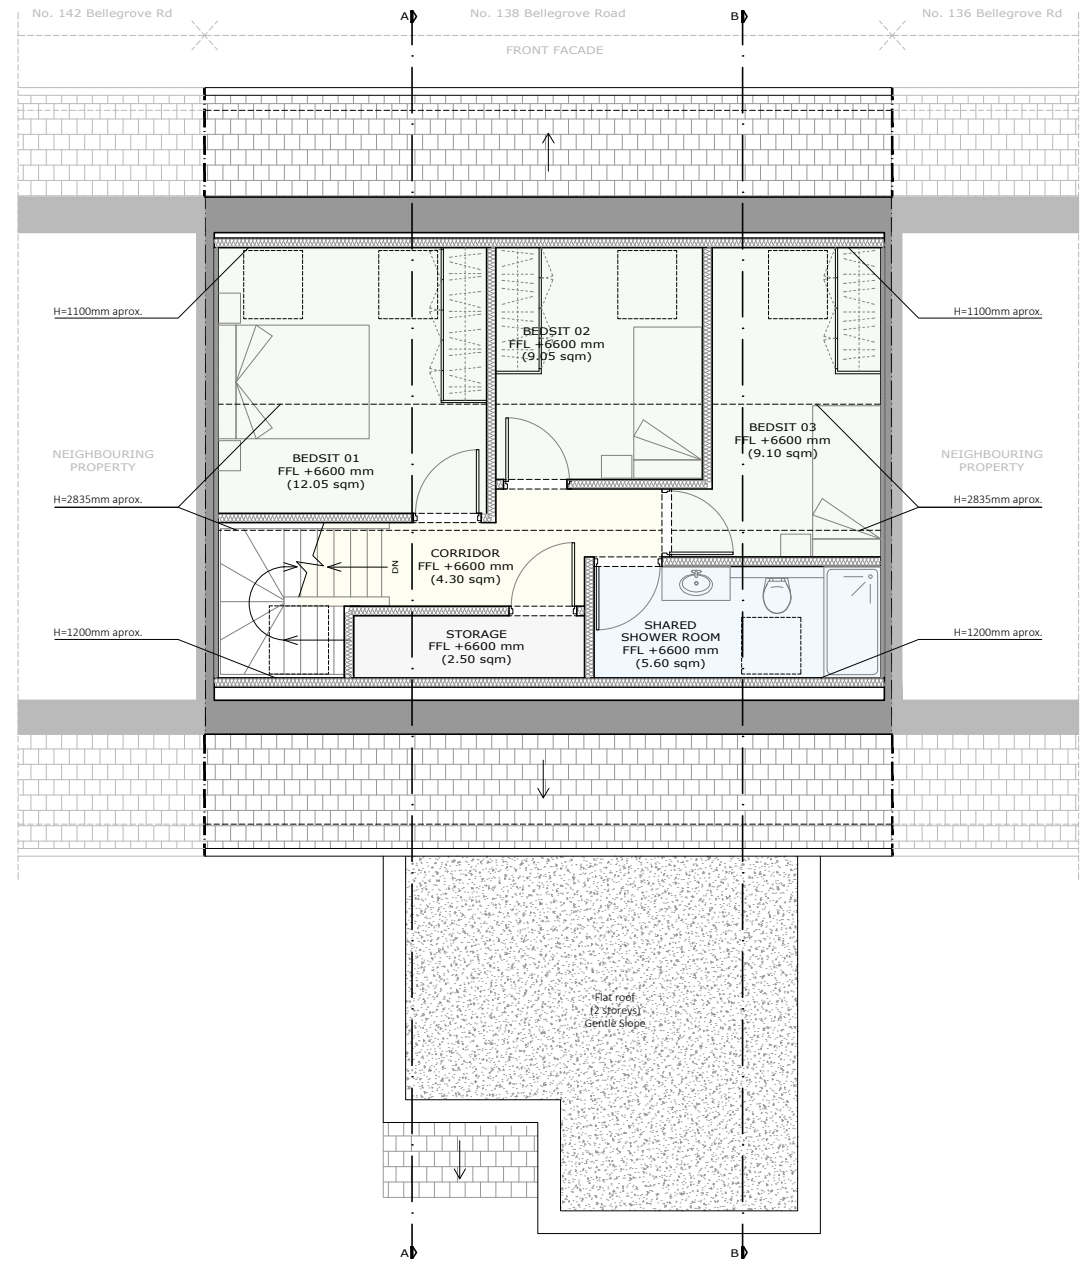 No. 142 Bellegrove Rd
A
No. 138 Bellegrove Road
B
No. 136 Bellegrove Rd
FRONT FACADE
H=1100mm aprox.
H=1100mm aprox.
BEDSIT 02
FFL +6600 mm
(9.05 sqm)
BEDSIT 03
FFL +6600 mm
(9.10 sqm)
BEDSIT 01
FFL +6600 mm
(12.05 sqm)
NEIGHBOURING
PROPERTY
NEIGHBOURING
PROPERTY
H=2835mm aprox.
H=2835mm aprox.
CORRIDOR
FFL +6600 mm
(4.30 sqm)
DN
H=1200mm aprox.
H=1200mm aprox.
STORAGE
FFL +6600 mm
(2.50 sqm)
SHARED
SHOWER ROOM
FFL +6600 mm
(5.60 sqm)
Flat roof
(2 storeys)
Gentle Slope
A
B